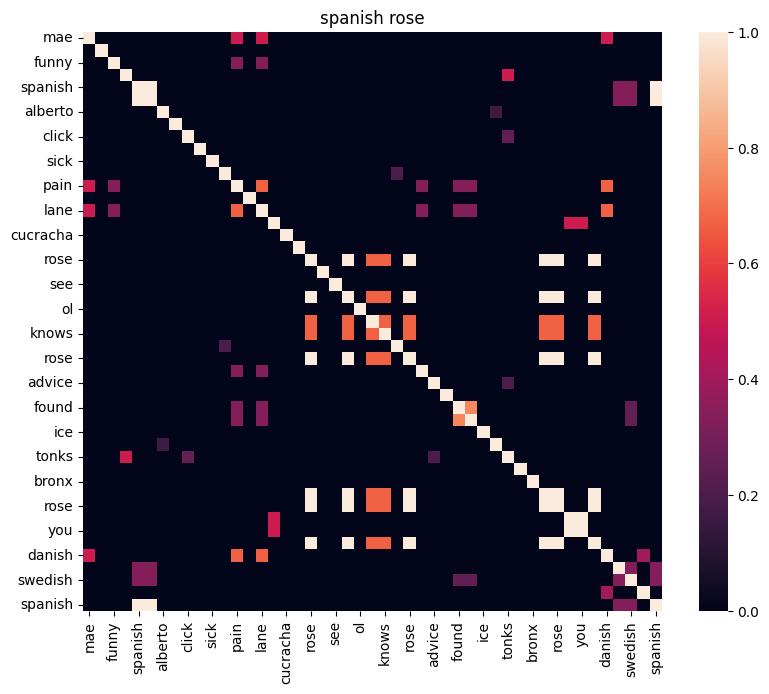 spanish rose
mae
funny
spanish
alberto
click
sick
pain
lane
cucracha
rose
see
ol
knows
rose
advice
found
ice
tonks
bronx
rose
you
danish
swedish
spanish
1.0
0.8
0.6
0.4
0.2
0.0
mae
funny
spanish
alberto
click
sick
pain
lane
cucracha
rose
see
ol
knows
rose
advice
found
ice
tonks
bronx
rose
you
danish
swedish
spanish